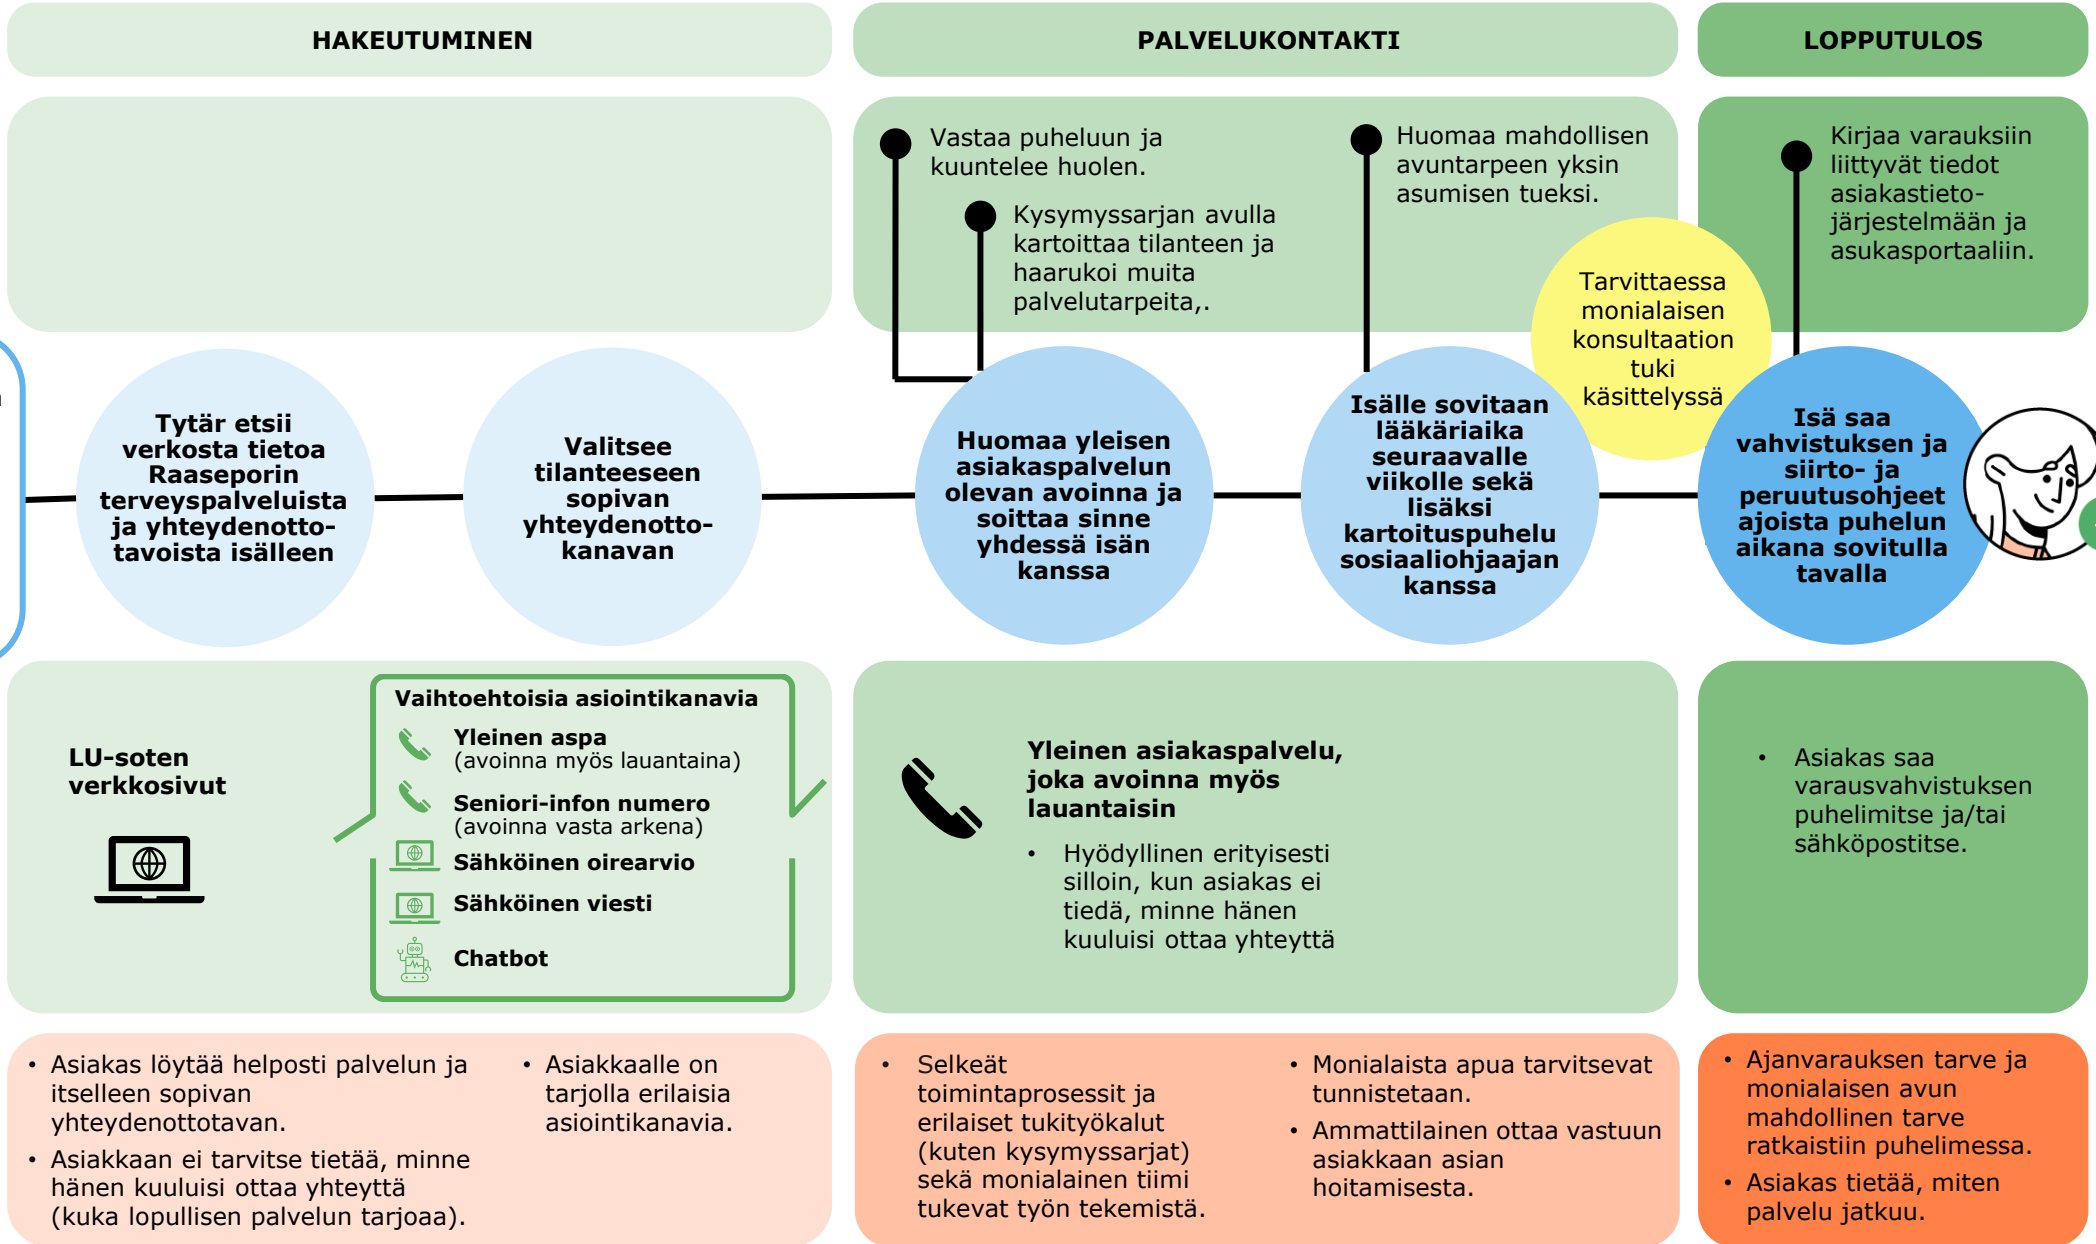 HAKEUTUMINEN
PALVELUKONTAKTI
LOPPUTULOS
Vastaa puheluun ja
kuuntelee huolen.
Kysymyssarjan avulla
kartoittaa tilanteen ja
haarukoi muita
palvelutarpeita,.
Huomaa mahdollisen
avuntarpeen yksin
asumisen tueksi.
Kirjaa varauksiin
liittyvät tiedot
asiakastieto-
järjestelmään ja
asukasportaaliin.
Tarvittaessa
monialaisen
konsultaation
tuki
käsittelyssä
Tytär etsii
verkosta tietoa
Raaseporin
terveyspalveluista
ja yhteydenotto-
tavoista isälleen
Valitsee
tilanteeseen
sopivan
yhteydenotto-
kanavan
Huomaa yleisen
asiakaspalvelun
olevan avoinna ja
soittaa sinne
yhdessä isän
kanssa
Isälle sovitaan
lääkäriaika
seuraavalle
viikolle sekä
lisäksi
kartoituspuhelu
sosiaaliohjaajan
kanssa
Isä saa
vahvistuksen ja
siirto- ja
peruutusohjeet
ajoista puhelun
aikana sovitulla
tavalla
LU-soten
verkkosivut
Vaihtoehtoisia asiointikanavia
Yleinen aspa
(avoinna myös lauantaina)
Seniori-infon numero
(avoinna vasta arkena)
Sähköinen oirearvio
Sähköinen viesti
Chatbot
Yleinen asiakaspalvelu,
joka avoinna myös
lauantaisin
• Hyödyllinen erityisesti
silloin, kun asiakas ei
tiedä, minne hänen
kuuluisi ottaa yhteyttä
• Asiakas saa
varausvahvistuksen
puhelimitse ja/tai
sähköpostitse.
• Asiakas löytää helposti palvelun ja
itselleen sopivan
yhteydenottotavan.
• Asiakkaan ei tarvitse tietää, minne
hänen kuuluisi ottaa yhteyttä
(kuka lopullisen palvelun tarjoaa).
• Asiakkaalle on
tarjolla erilaisia
asiointikanavia.
• Selkeät
toimintaprosessit ja
erilaiset tukityökalut
(kuten kysymyssarjat)
sekä monialainen tiimi
tukevat työn tekemistä.
• Monialaista apua tarvitsevat
tunnistetaan.
• Ammattilainen ottaa vastuun
asiakkaan asian
hoitamisesta.
• Ajanvarauksen tarve ja
monialaisen avun
mahdollinen tarve
ratkaistiin puhelimessa.
• Asiakas tietää, miten
palvelu jatkuu.